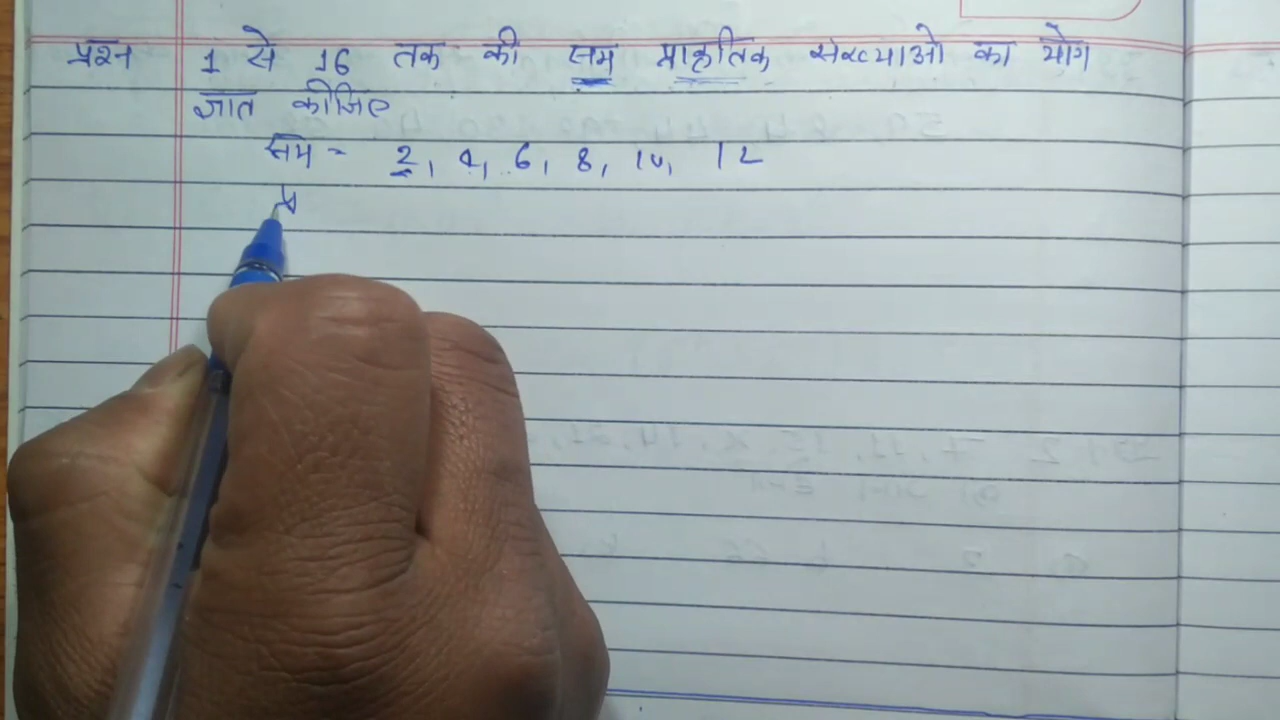 प्रश्न 1 से 16 तक की सम प्राकृतिक संख्याओ का योग
ज्ञात कीजिए
सम = 2, 4, 6, 8, 10, 12